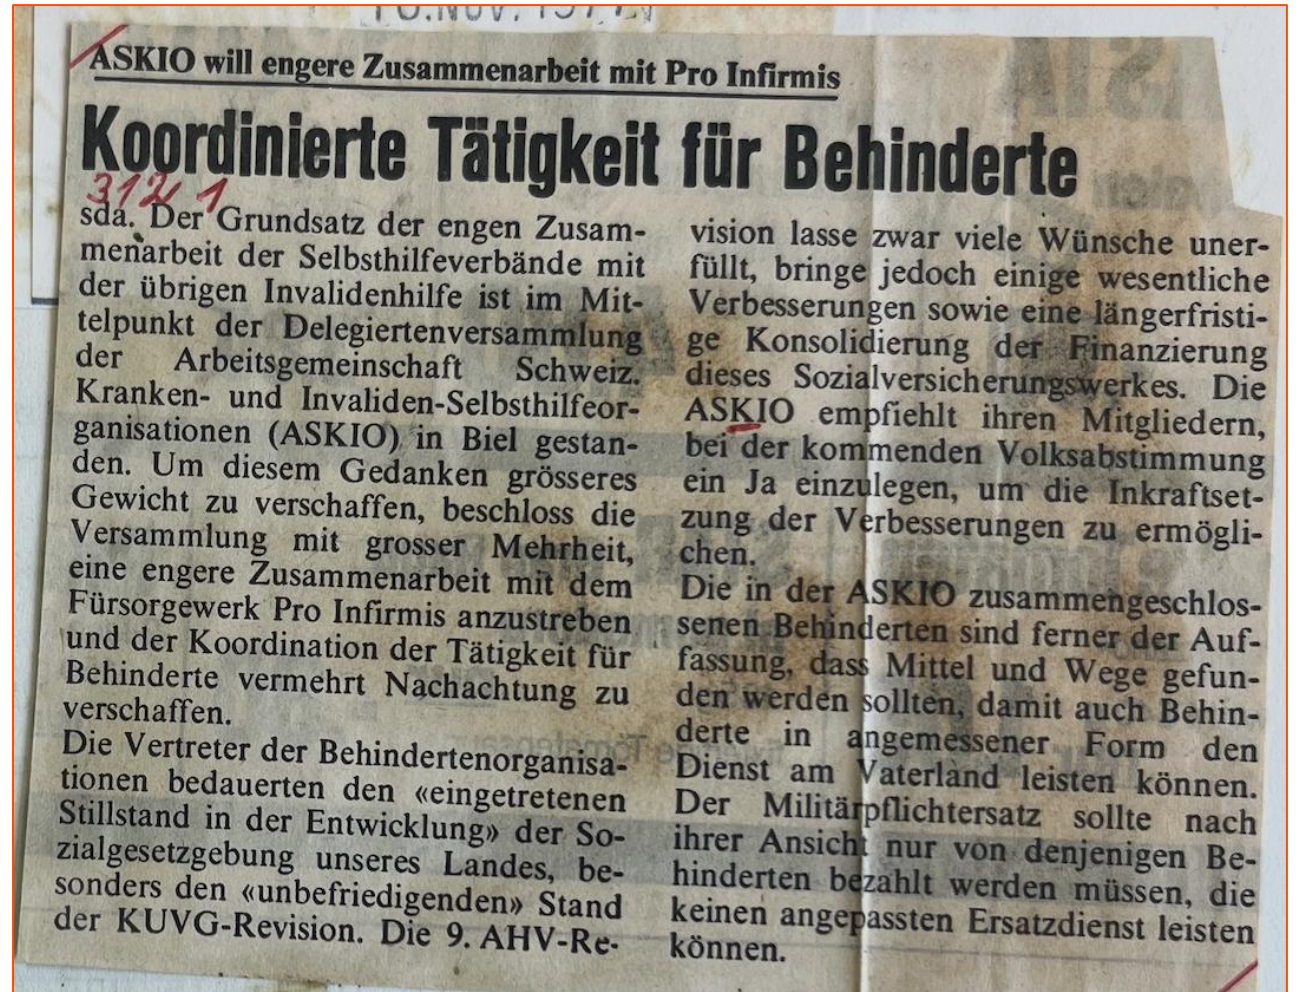 ASKIO will engere Zusammenarbeit mit Pro Infirmis
Koordinierte Tätigkeit für Behinderte
312 1
sda. Der Grundsatz der engen Zusam-
menarbeit der Selbsthilfeverbände mit
der übrigen Invalidenhilfe ist im Mit-
telpunkt der Delegiertenversammlung
der Arbeitsgemeinschaft Schweiz.
Kranken- und Invaliden-Selbsthilfeor-
ganisationen (ASKIO) in Biel gestan-
den. Um diesem Gedanken grösseres
Gewicht zu verschaffen, beschloss die
Versammlung mit grosser Mehrheit,
eine engere Zusammenarbeit mit dem
Fürsorgewerk Pro Infirmis anzustreben
und der Koordination der Tätigkeit für
Behinderte vermehrt Nachachtung zu
verschaffen.
Die Vertreter der Behindertenorganisa-
tionen bedauerten den «eingetretenen
Stillstand in der Entwicklung» der So-
zialgesetzgebung unseres Landes, be-
sonders den «unbefriedigenden» Stand
der KUVG-Revision. Die 9. AHV-Re-
vision lasse zwar viele Wünsche uner-
füllt, bringe jedoch einige wesentliche
Verbesserungen sowie eine längerfristi-
ge Konsolidierung der Finanzierung
dieses Sozialversicherungswerkes. Die
ASKIO empfiehlt ihren Mitgliedern,
bei der kommenden Volksabstimmung
ein Ja einzulegen, um die Inkraftset-
zung der Verbesserungen zu ermögli-
chen.
Die in der ASKIO zusammengeschlos-
senen Behinderten sind ferner der Auf-
fassung, dass Mittel und Wege gefun-
den werden sollten, damit auch Behin-
derte in angemessener Form den
Dienst am Vaterland leisten können.
Der Militärpflichtersatz sollte nach
ihrer Ansicht nur von denjenigen Be-
hinderten bezahlt werden müssen, die
keinen angepassten Ersatzdienst leisten
können.